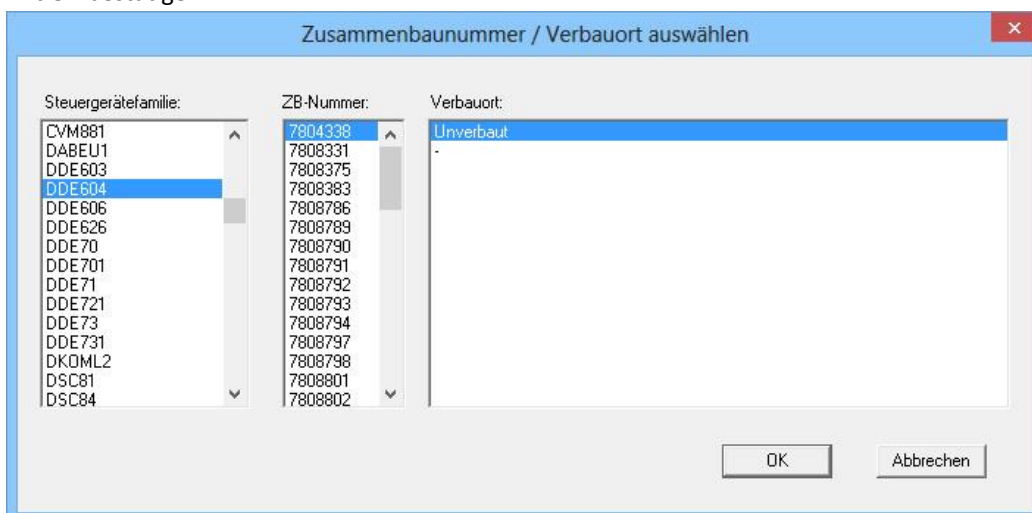 Zusammenbaunummer / Verbauort auswählen
Steuergerätefamilie:
CVM881
DABEU1
DDE603
DDE604
DDE606
DDE626
DDE70
DDE701
DDE71
DDE721
DDE73
DDE731
DKOML2
DSC81
DSC84
ZB-Nummer:
7804338
7808331
7808375
7808383
7808786
7808789
7808790
7808791
7808792
7808793
7808794
7808797
7808798
7808801
7808802
Verbauort:
Unverbaut
-
OK
Abbrechen